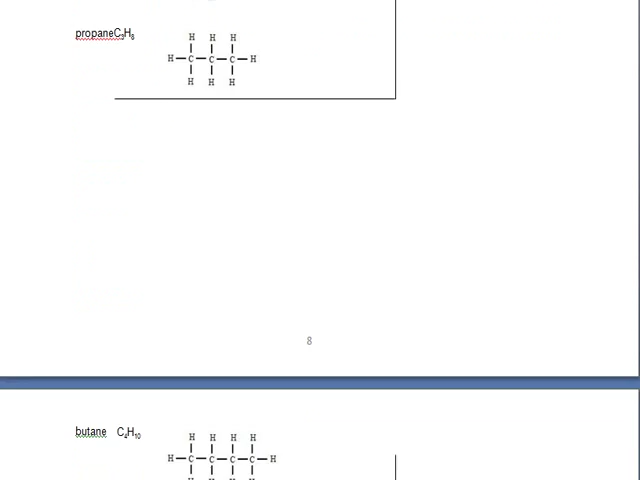 propaneC₃H₈
H H H
H—C—C—C—H
H H H
8
butane C₄H₁₀
H H H H
H—C—C—C—C—H